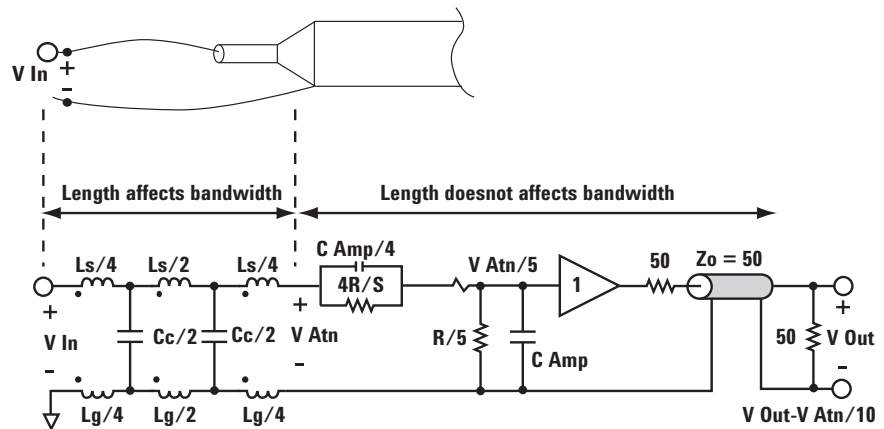 V In
+
-
Length affects bandwidth
Length doesnot affects bandwidth
Ls/4
Ls/2
Ls/4
C Amp/4
4R/S
V Atn/5
1
50
Zo = 50
+
V In
-
Cc/2
Cc/2
+
V Atn
-
R/5
C Amp
50
+
V Out
-
Lg/4
Lg/2
Lg/4
V Out-V Atn/10